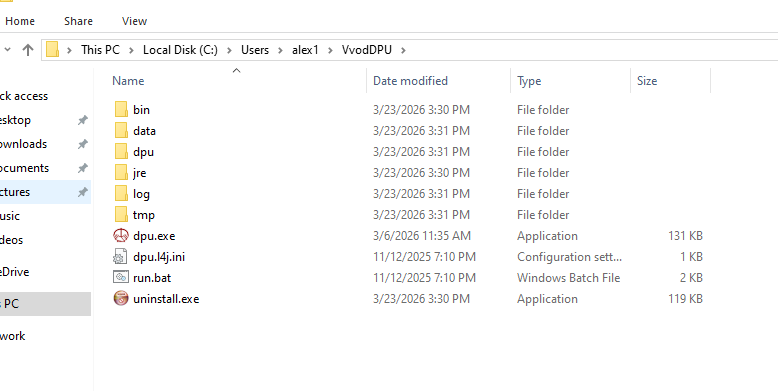 Home Share View
This PC > Local Disk (C:) > Users > alex1 > VvodDPU >
Name Date modified Type Size
ck access
bin 3/23/2026 3:30 PM File folder
esktop
data 3/23/2026 3:31 PM File folder
ownloads
dpu 3/23/2026 3:31 PM File folder
ocuments
jre 3/23/2026 3:30 PM File folder
ctures
log 3/23/2026 3:31 PM File folder
usic
tmp 3/23/2026 3:31 PM File folder
deos
dpu.exe 3/6/2026 11:35 AM Application 131 KB
dpu.l4j.ini 11/12/2025 7:10 PM Configuration sett... 1 KB
eDrive
run.bat 11/12/2025 7:10 PM Windows Batch File 2 KB
PC
uninstall.exe 3/23/2026 3:30 PM Application 119 KB
work